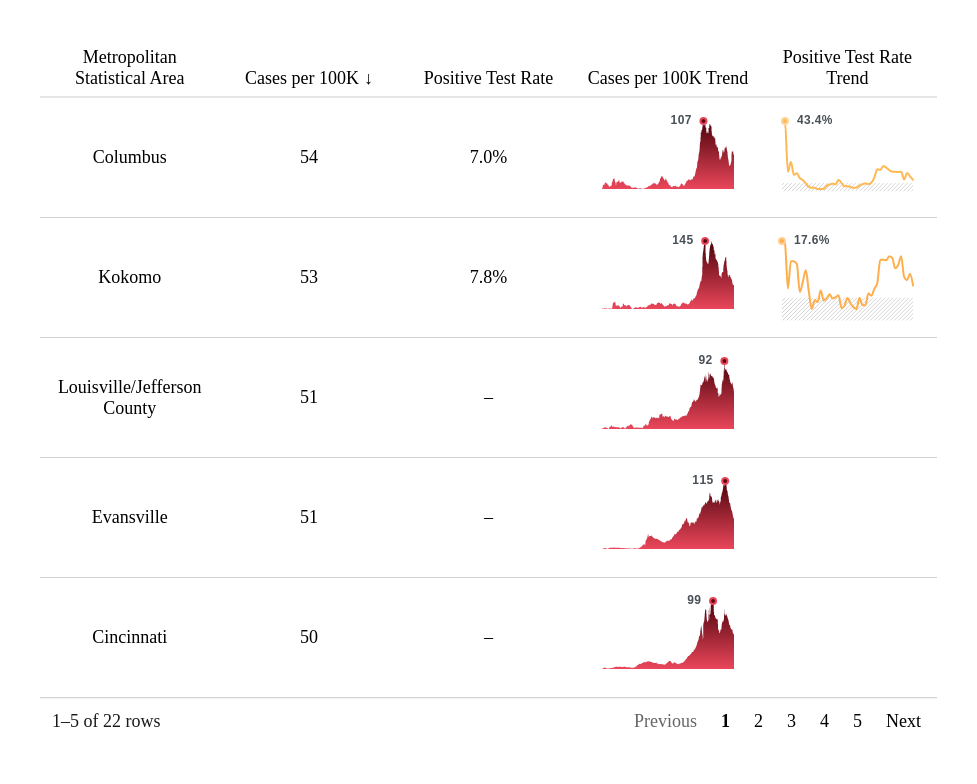 Metropolitan
Statistical Area
Cases per 100K ↓
Positive Test Rate
Cases per 100K Trend
Positive Test Rate
Trend
Columbus
54
7.0%
107
43.4%
Kokomo
53
7.8%
145
17.6%
Louisville/Jefferson
County
51
–
92
Evansville
51
–
115
Cincinnati
50
–
99
1–5 of 22 rows
Previous 1 2 3 4 5 Next